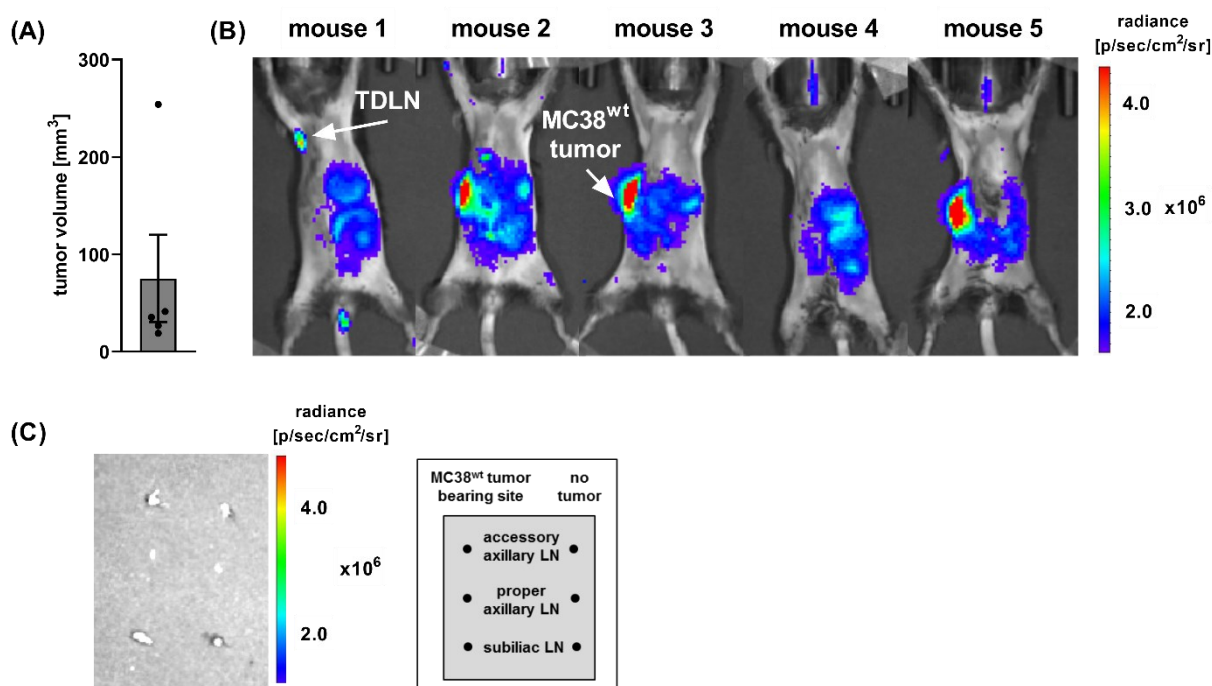 (A)
300
200
100
0
tumor volume [mm³]
(B)
mouse 1
mouse 2
mouse 3
mouse 4
mouse 5
TDLN
MC38ʷᵗ
tumor
radiance
[p/sec/cm²/sr]
4.0
3.0
x10⁶
2.0
(C)
radiance
[p/sec/cm²/sr]
4.0
x10⁶
2.0
MC38ʷᵗ tumor
bearing site
no
tumor
accessory
axillary LN
proper
axillary LN
subiliac LN